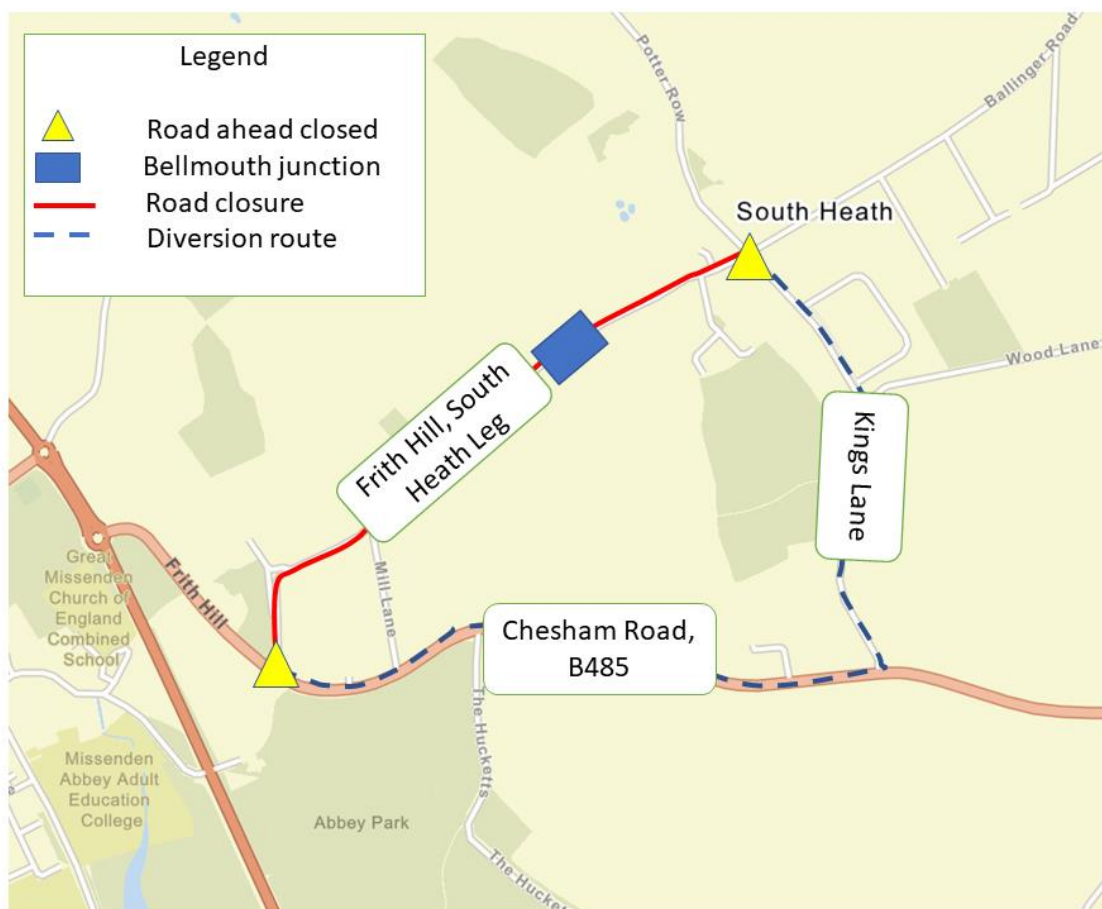 Legend
Road ahead closed
Bellmouth junction
Road closure
Diversion route
Potter Row
Ballinger Road
South Heath
Wood Lane
Frith Hill, South
Heath Leg
Kings Lane
Great
Missenden
Church of
England
Combined
School
Frith Hill
Mill Lane
Chesham Road,
B485
The Hucketts
Missenden
Abbey Adult
Education
College
Abbey Park
The Hucketts